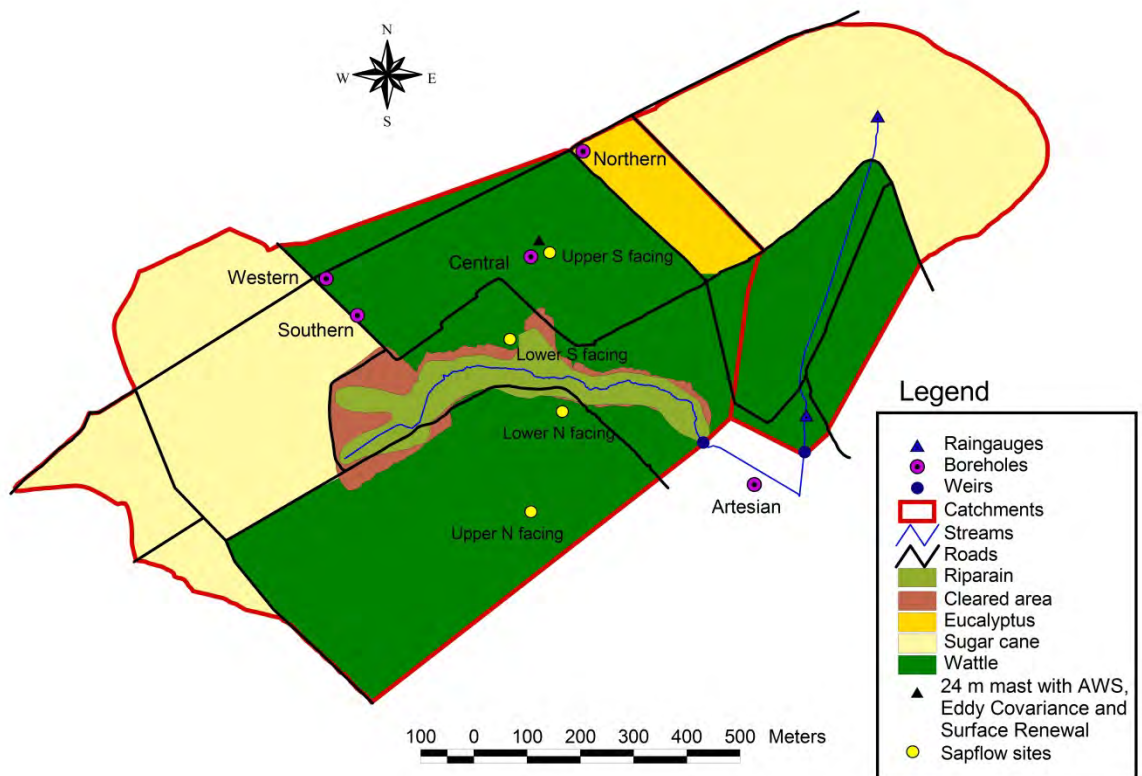 N
W
E
S
Northern
Central
Upper S facing
Western
Southern
Lower S facing
Lower N facing
Artesian
Upper N facing
100 0 100 200 300 400 500 Meters
Legend
Raingauges
Boreholes
Weirs
Catchments
Streams
Roads
Riparain
Cleared area
Eucalyptus
Sugar cane
Wattle
24 m mast with AWS,
Eddy Covariance and
Surface Renewal
Sapflow sites